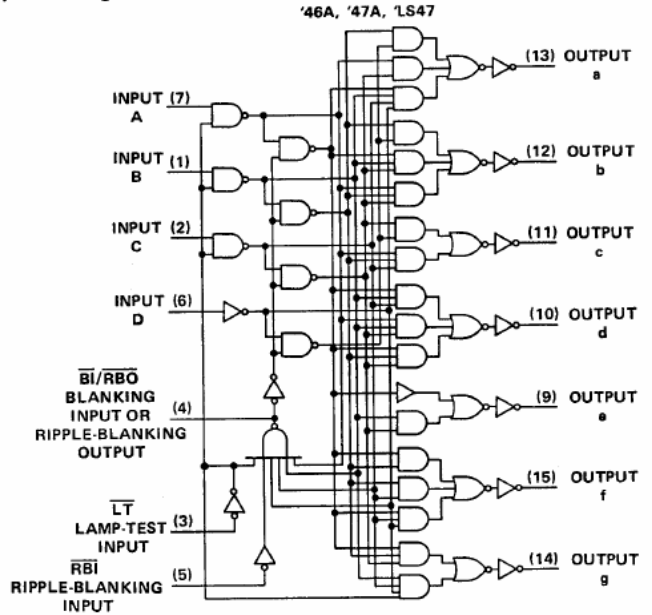 '46A, '47A, 'LS47
(13) OUTPUT
a
INPUT (7)
A
(12) OUTPUT
b
INPUT (1)
B
INPUT (2)
C
(11) OUTPUT
c
INPUT (6)
D
(10) OUTPUT
d
BI/RBO
BLANKING
INPUT OR (4)
RIPPLE-BLANKING
OUTPUT
(9) OUTPUT
e
(15) OUTPUT
f
LT
LAMP-TEST (3)
INPUT
RBI
RIPPLE-BLANKING (5)
INPUT
(14) OUTPUT
g